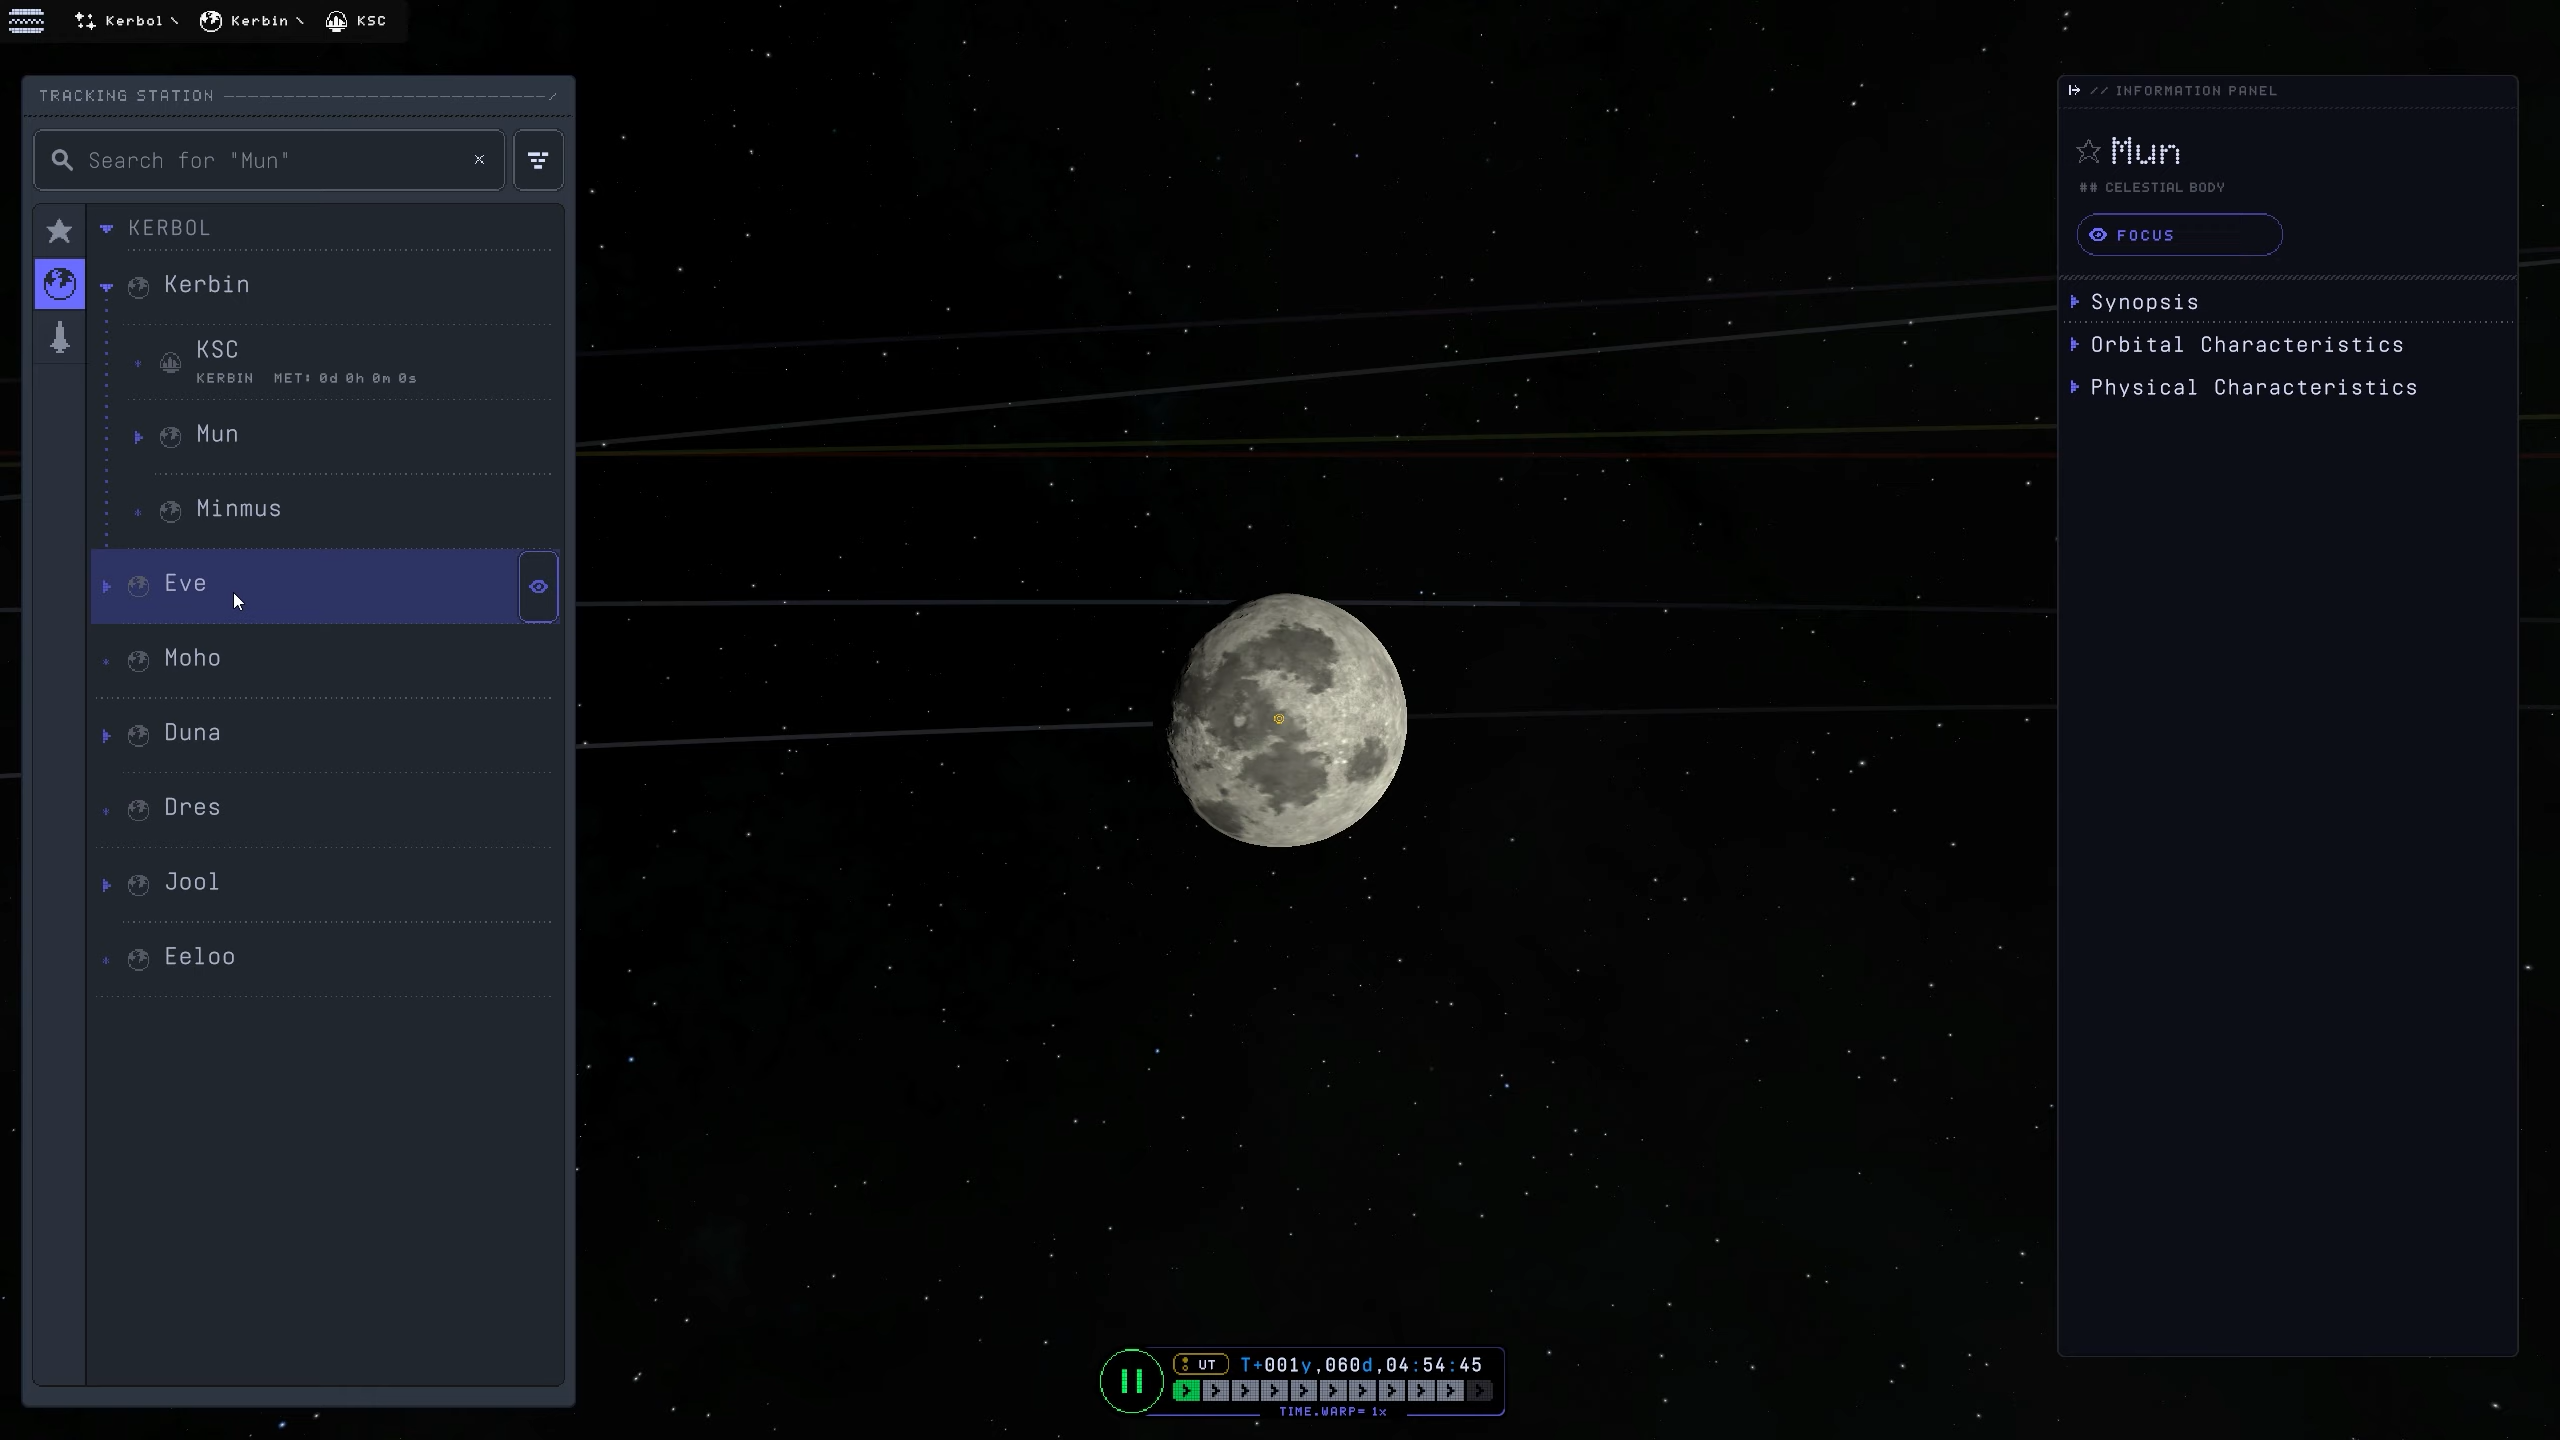 Kerbol \ Kerbin \ KSC
TRACKING STATION
Search for "Mun"
KERBOL
Kerbin
KSC
KERBIN MET: 0d 0h 0m 0s
Mun
Minmus
Eve
Moho
Duna
Dres
Jool
Eeloo
// INFORMATION PANEL
Mun
## CELESTIAL BODY
FOCUS
Synopsis
Orbital Characteristics
Physical Characteristics
UT T+001y,060d,04:54:45
TIME.WARP= 1x